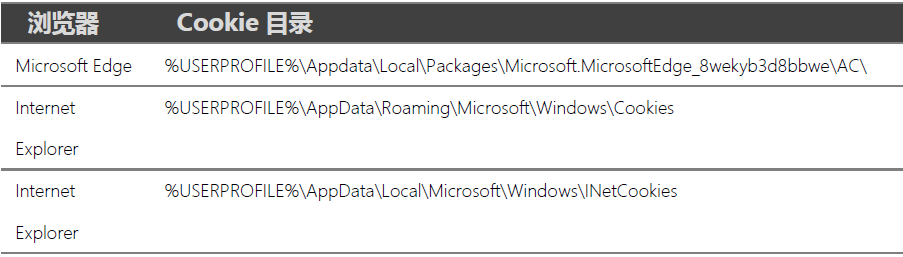 浏览器 Cookie 目录
Microsoft Edge %USERPROFILE%\Appdata\Local\Packages\Microsoft.MicrosoftEdge_8wekyb3d8bbwe\AC\
Internet %USERPROFILE%\AppData\Roaming\Microsoft\Windows\Cookies
Explorer
Internet %USERPROFILE%\AppData\Local\Microsoft\Windows\INetCookies
Explorer